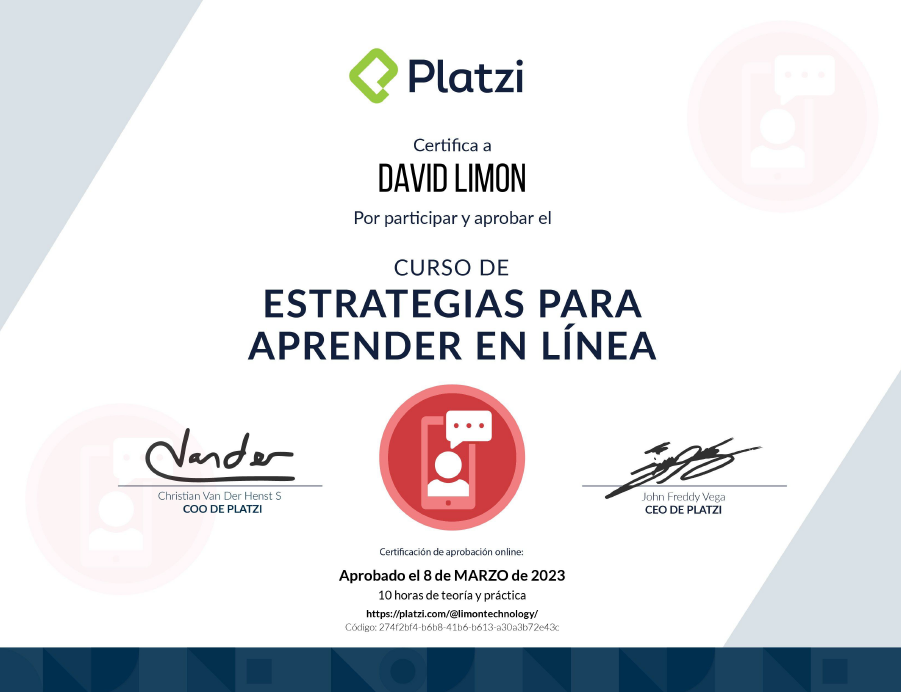 Platzi
Certifica a
DAVID LIMON
Por participar y aprobar el
CURSO DE
ESTRATEGIAS PARA
APRENDER EN LÍNEA
Vander
Christian Van Der Henst S
COO DE PLATZI
John Freddy Vega
CEO DE PLATZI
Certificación de aprobación online:
Aprobado el 8 de MARZO de 2023
10 horas de teoría y práctica
https://platzi.com/@limontechnology/
Código: 274f2bf4-b6b8-41b6-b613-a30a3b72e43c